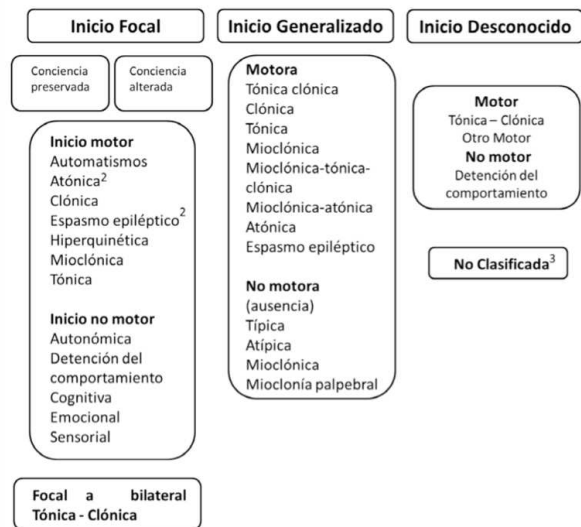 Inicio Focal
Conciencia
preservada
Conciencia
alterada
Inicio motor
Automatismos
Atónica2
Clónica
Espasmo epiléptico2
Hiperquinética
Mioclónica
Tónica
Inicio no motor
Autonómica
Detención del
comportamiento
Cognitiva
Emocional
Sensorial
Focal a bilateral
Tónica - Clónica
Inicio Generalizado
Motora
Tónica clónica
Clónica
Tónica
Mioclónica
Mioclónica-tónica-
clónica
Mioclónica-atónica
Atónica
Espasmo epiléptico
No motora
(ausencia)
Típica
Atípica
Mioclónica
Mioclonía palpebral
Inicio Desconocido
Motor
Tónica – Clónica
Otro Motor
No motor
Detención del
comportamiento
No Clasificada3